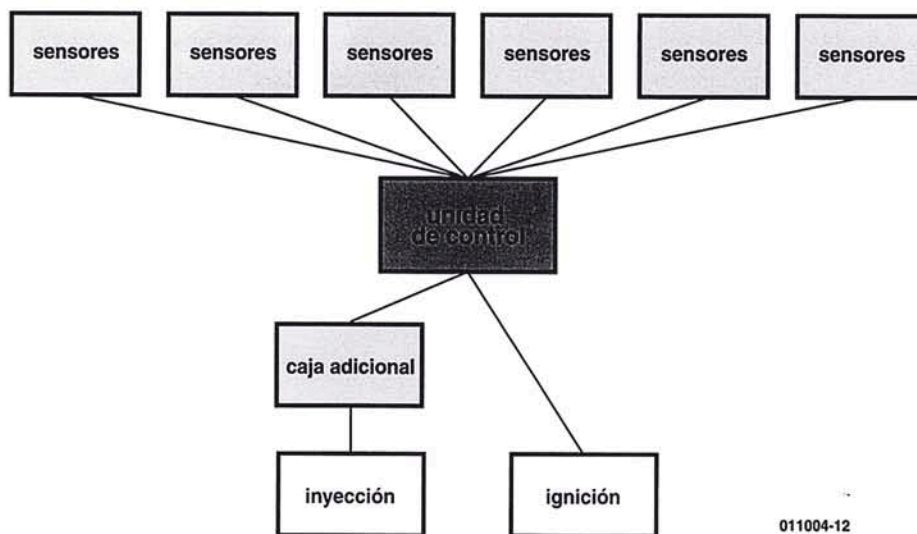 sensores
sensores
sensores
sensores
sensores
sensores
unidad
de control
caja adicional
inyección
ignición
011004-12